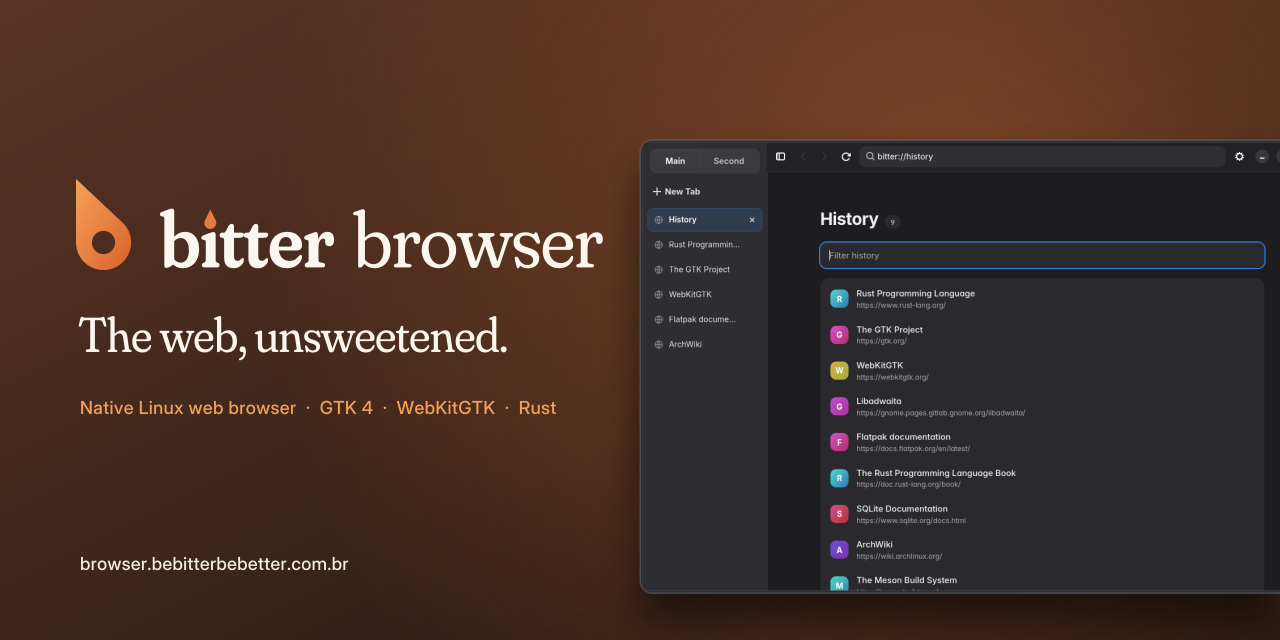 bitter browser
The web, unsweetened.
Native Linux web browser · GTK 4 · WebKitGTK · Rust
browser.bebitterbebetter.com.br
Main Second
bitter://history
New Tab
History
Rust Programmin...
The GTK Project
WebKitGTK
Flatpak docume...
ArchWiki
History 9
Filter history
R Rust Programming Language
https://www.rust-lang.org/
G The GTK Project
https://gtk.org/
W WebKitGTK
https://webkitgtk.org/
G Libadwaita
https://gnome.pages.gitlab.gnome.org/libadwaita/
F Flatpak documentation
https://docs.flatpak.org/en/latest/
R The Rust Programming Language Book
https://doc.rust-lang.org/book/
S SQLite Documentation
https://www.sqlite.org/docs.html
A ArchWiki
https://wiki.archlinux.org/
M The Meson Build System